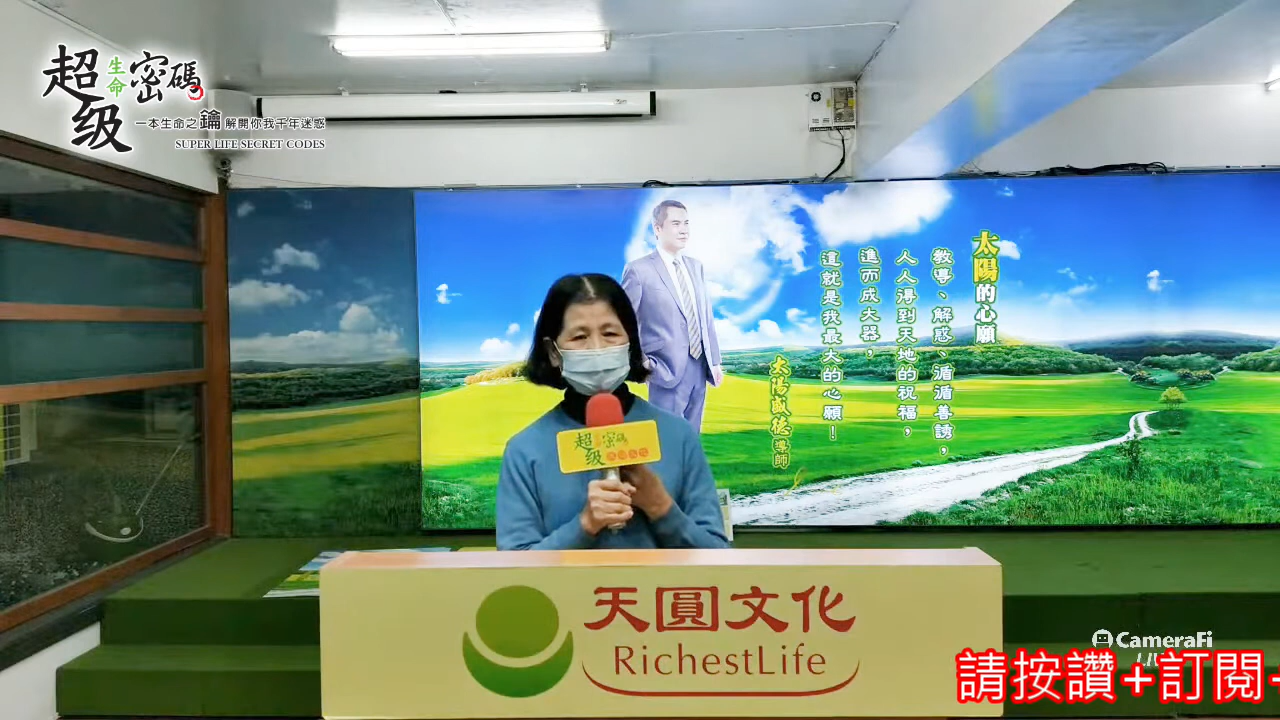 超级
生命
密碼
一本生命之鑰 解開你我千年迷惑
SUPER LIFE SECRET CODES
太陽的心願
教導、解惑、循循善誘，
人人得到天地的祝福，
進而成大器，
這就是我最大的心願！
太陽盛德導師
超级
密碼
天圓文化
RichestLife
CameraFi
請按讚+訂閱+